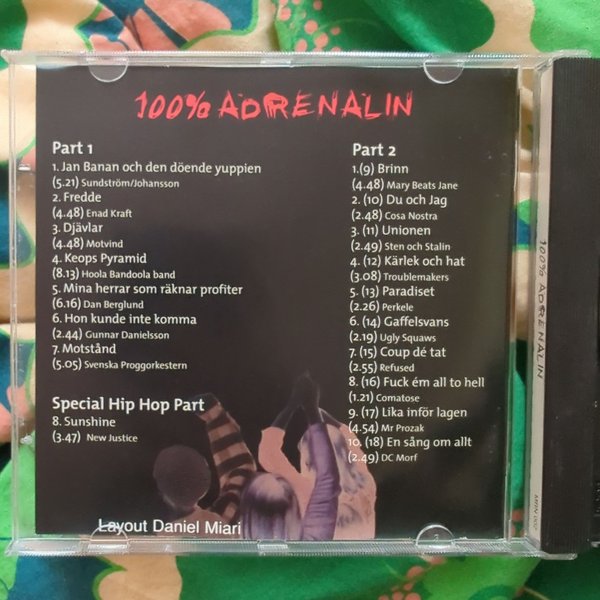 100% ADRENALIN
Part 1
1. Jan Banan och den döende yuppien
(5.21) Sundström/Johansson
2. Fredde
(4.48) Enad Kraft
3. Djävlar
(4.48) Motvind
4. Keops Pyramid
(8.13) Hoola Bandoola band
5. Mina herrar som räknar profiter
(6.16) Dan Berglund
6. Hon kunde inte komma
(2.44) Gunnar Danielsson
7. Motstånd
(5.05) Svenska Proggorkestern
Special Hip Hop Part
8. Sunshine
(3.47) New Justice
Part 2
1.(9) Brinn
(4.48) Mary Beats Jane
2. (10) Du och Jag
(2.48) Cosa Nostra
3. (11) Unionen
(2.49) Sten och Stalin
4. (12) Kärlek och hat
(3.08) Troublemakers
5. (13) Paradiset
(2.26) Perkele
6. (14) Gaffelsvans
(2.19) Ugly Squaws
7. (15) Coup dé tat
(2.55) Refused
8. (16) Fuck ém all to hell
(1.21) Comatose
9. (17) Lika inför lagen
(4.54) Mr Prozak
10. (18) En sång om allt
(2.49) DC Morf
Layout Daniel Miari
100% ADRENALIN